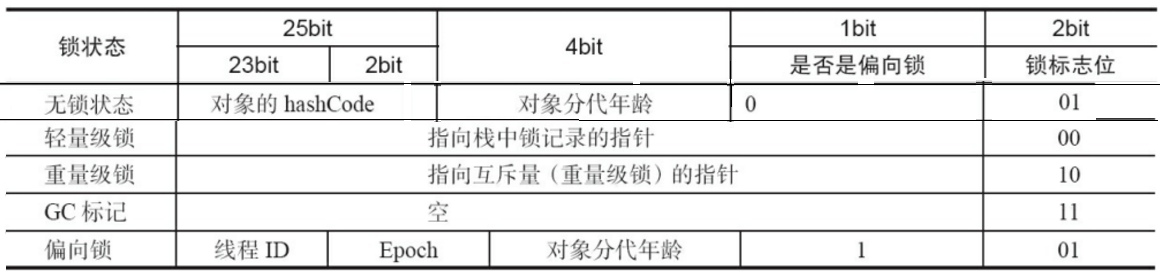 锁状态 25bit 4bit 1bit 2bit
23bit 2bit 是否是偏向锁 锁标志位
无锁状态 对象的 hashCode 对象分代年龄 0 01
轻量级锁 指向栈中锁记录的指针 00
重量级锁 指向互斥量（重量级锁）的指针 10
GC 标记 空 11
偏向锁 线程 ID Epoch 对象分代年龄 1 01